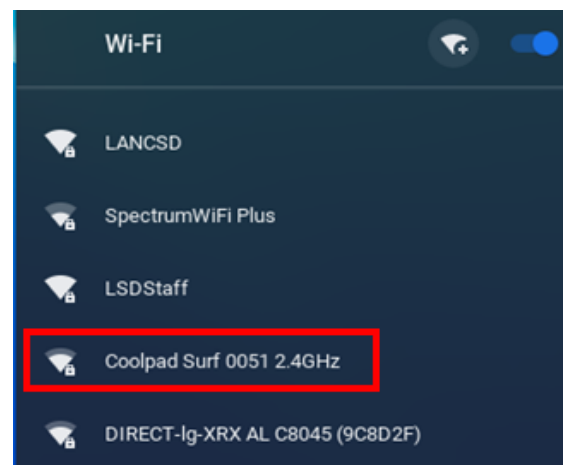 Wi-Fi
LANCSD
SpectrumWiFi Plus
LSDStaff
Coolpad Surf 0051 2.4GHz
DIRECT-lg-XRX AL C8045 (9C8D2F)